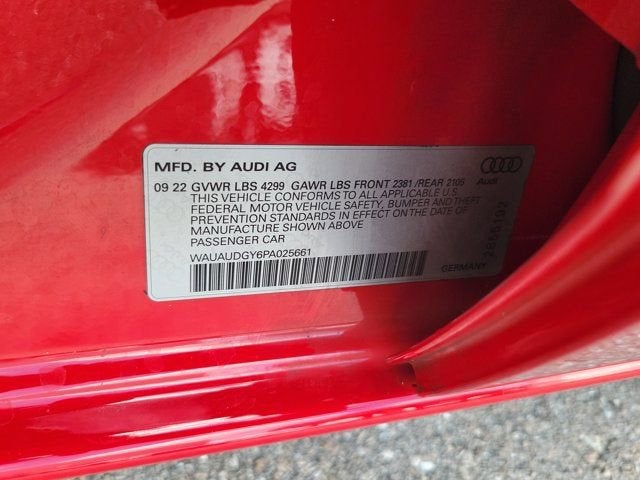 MFD. BY AUDI AG
09 22 GVWR LBS 4299 GAWR LBS FRONT 2381 /REAR 2105
THIS VEHICLE CONFORMS TO ALL APPLICABLE U.S.
FEDERAL MOTOR VEHICLE SAFETY, BUMPER AND THEFT
PREVENTION STANDARDS IN EFFECT ON THE DATE OF
MANUFACTURE SHOWN ABOVE
PASSENGER CAR
WAUAUDGY6PA025661
Audi
GERMANY